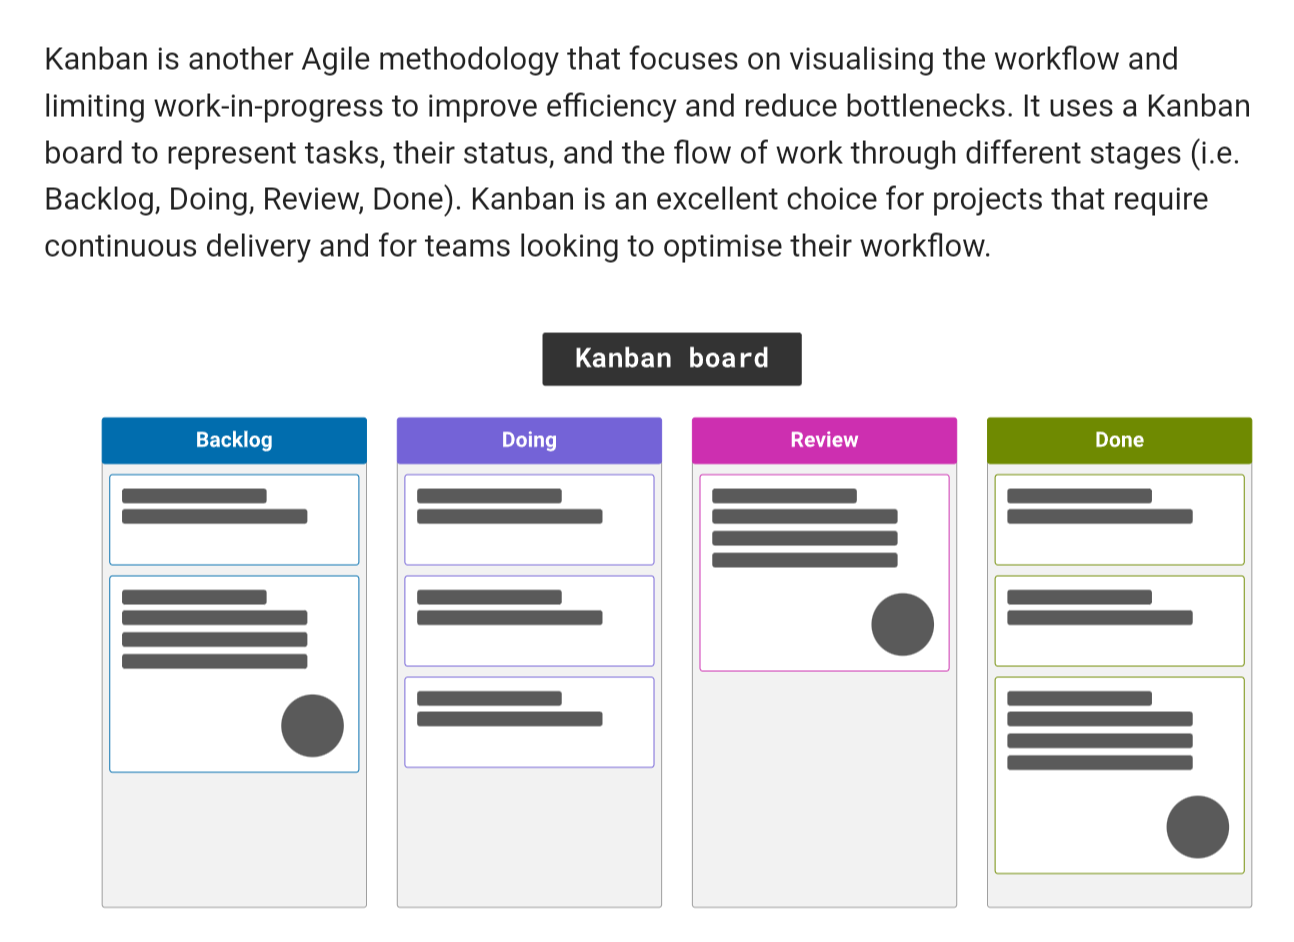 Kanban is another Agile methodology that focuses on visualising the workflow and
limiting work-in-progress to improve efficiency and reduce bottlenecks. It uses a Kanban
board to represent tasks, their status, and the flow of work through different stages (i.e.
Backlog, Doing, Review, Done). Kanban is an excellent choice for projects that require
continuous delivery and for teams looking to optimise their workflow.
Kanban board
Backlog
Doing
Review
Done